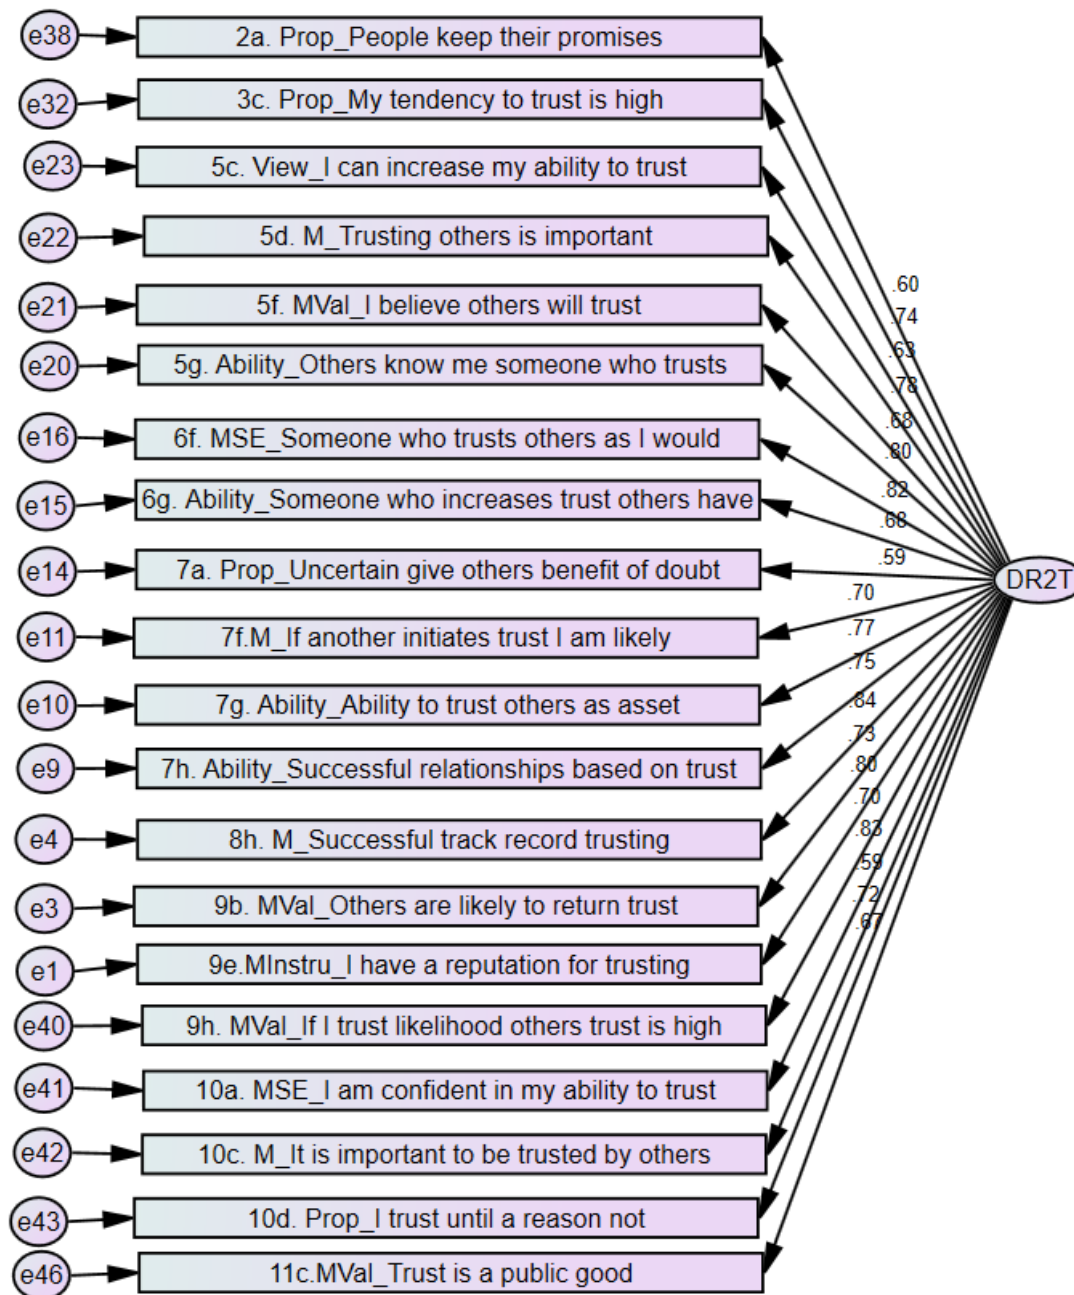 e38 2a. Prop_People keep their promises
e32 3c. Prop_My tendency to trust is high
e23 5c. View_I can increase my ability to trust
e22 5d. M_Trusting others is important
.60
e21 5f. MVal_I believe others will trust
.74
.63
e20 5g. Ability_Others know me someone who trusts
.78
.68
e16 6f. MSE_Someone who trusts others as I would
.80
.82
e15 6g. Ability_Someone who increases trust others have
.68
.59
e14 7a. Prop_Uncertain give others benefit of doubt
DR2T
.70
e11 7f.M_If another initiates trust I am likely
.77
.75
e10 7g. Ability_Ability to trust others as asset
.84
.73
e9 7h. Ability_Successful relationships based on trust
.80
.70
e4 8h. M_Successful track record trusting
.83
.59
.72
e3 9b. MVal_Others are likely to return trust
.67
e1 9e.MInstru_I have a reputation for trusting
e40 9h. MVal_If I trust likelihood others trust is high
e41 10a. MSE_I am confident in my ability to trust
e42 10c. M_It is important to be trusted by others
e43 10d. Prop_I trust until a reason not
e46 11c.MVal_Trust is a public good